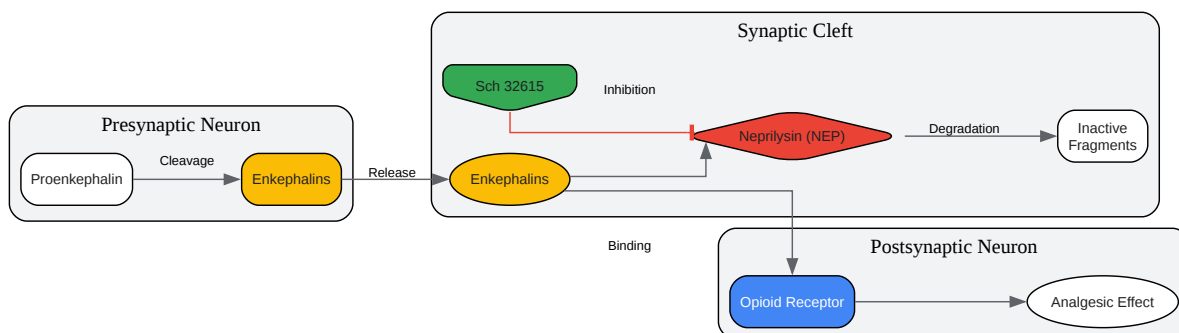 Synaptic Cleft
Sch 32615
Inhibition
Presynaptic Neuron
Neprilysin (NEP)
Degradation
Inactive
Fragments
Proenkephalin
Cleavage
Enkephalins
Release
Enkephalins
Binding
Postsynaptic Neuron
Opioid Receptor
Analgesic Effect